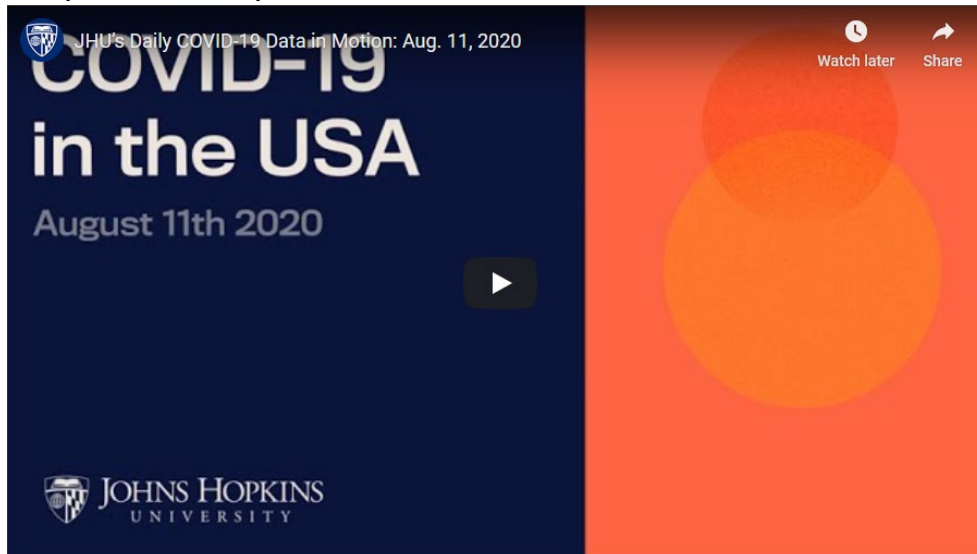 JHU's Daily COVID-19 Data in Motion: Aug. 11, 2020
Watch later
Share
COVID-19
in the USA
August 11th 2020
JOHNS HOPKINS
UNIVERSITY